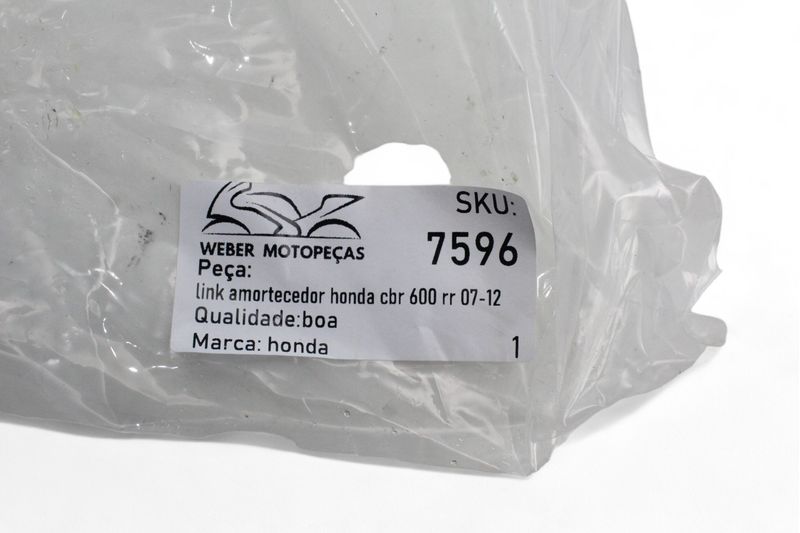 SKU:
WEBER MOTOPEÇAS
7596
Peça:
link amortecedor honda cbr 600 rr 07-12
Qualidade:boa
Marca: honda
1